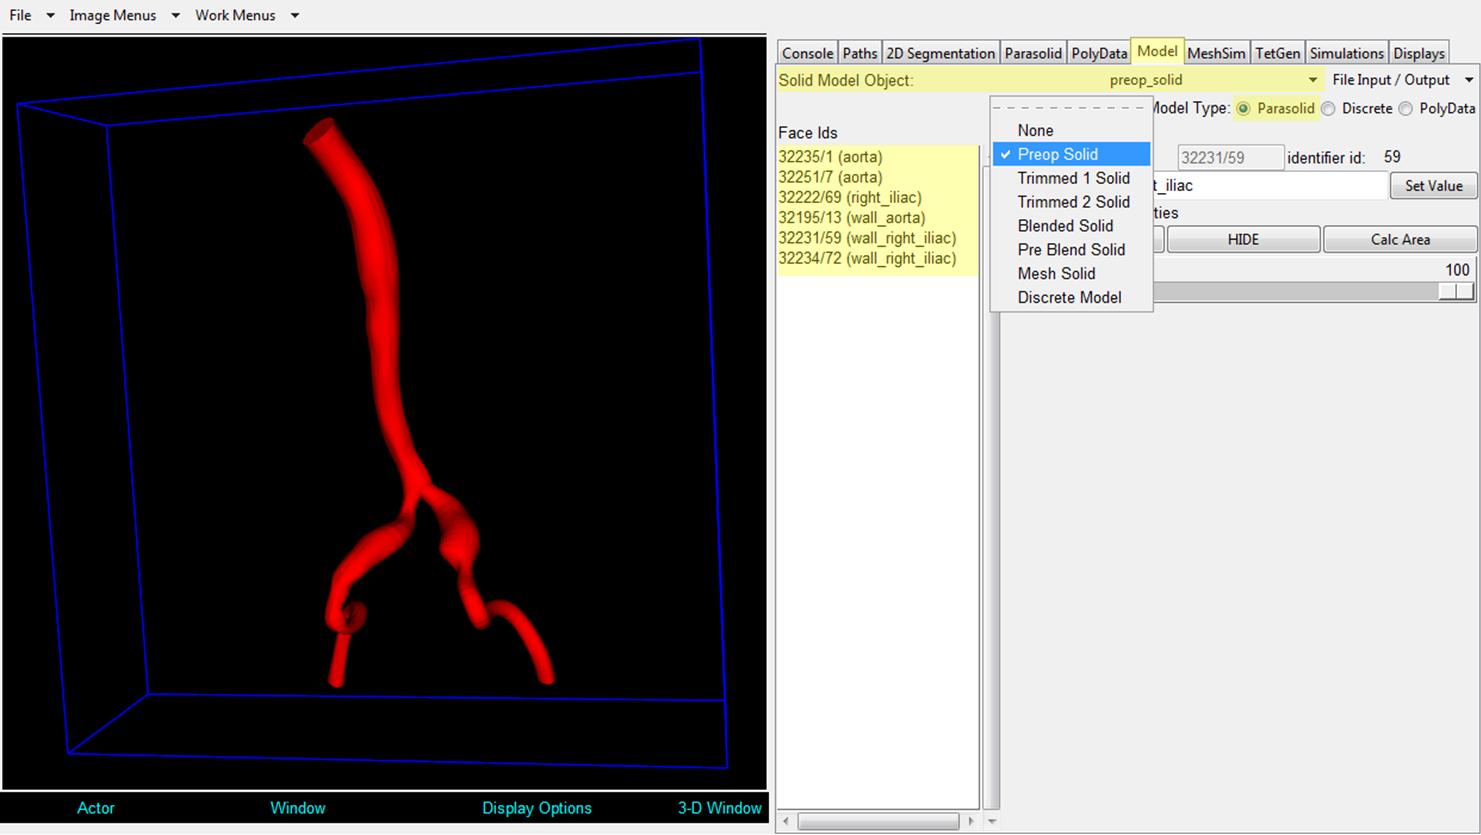 File Image Menus Work Menus
Console Paths 2D Segmentation Parasolid PolyData Model MeshSim TetGen Simulations Displays
Solid Model Object: preop_solid File Input / Output
Model Type: Parasolid Discrete PolyData
Face Ids
32235/1 (aorta)
32251/7 (aorta)
32222/69 (right_iliac)
32195/13 (wall_aorta)
32231/59 (wall_right_iliac)
32234/72 (wall_right_iliac)
None
Preop Solid
Trimmed 1 Solid
Trimmed 2 Solid
Blended Solid
Pre Blend Solid
Mesh Solid
Discrete Model
32231/59 identifier id: 59
t_iliac Set Value
ties
HIDE Calc Area
100
Actor Window Display Options 3-D Window